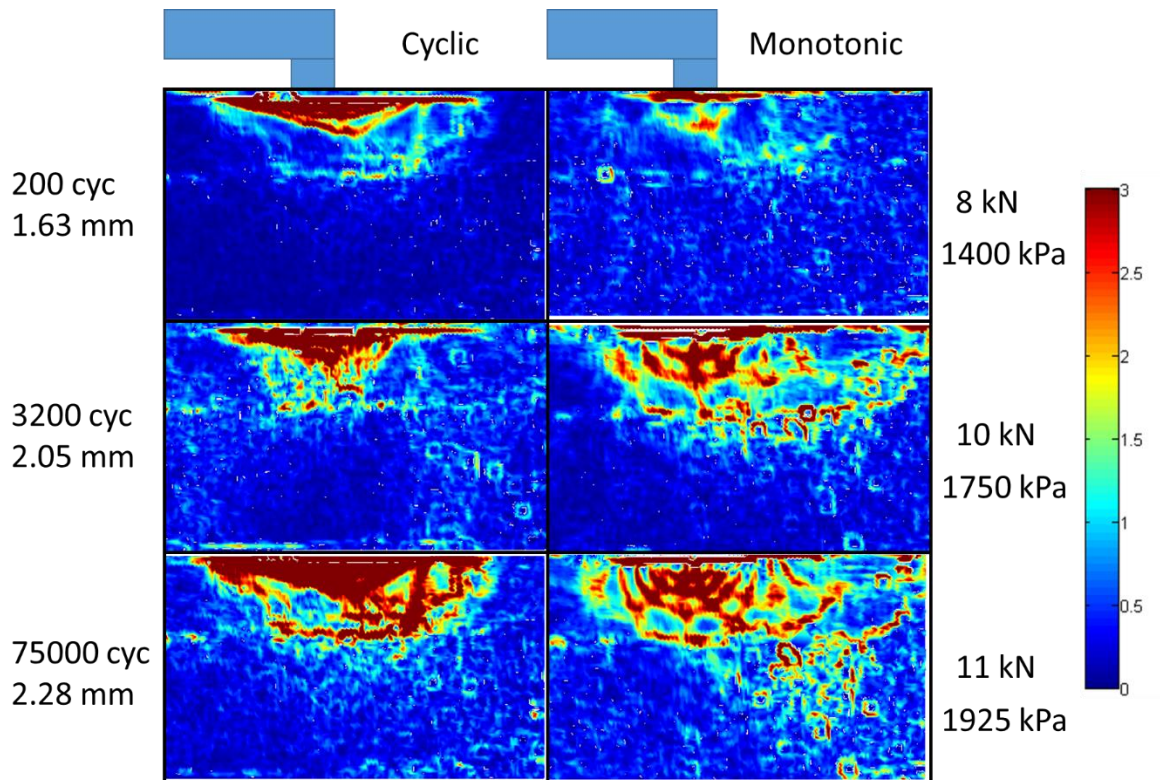 Cyclic
Monotonic
200 cyc
1.63 mm
8 kN
1400 kPa
3200 cyc
2.05 mm
10 kN
1750 kPa
75000 cyc
2.28 mm
11 kN
1925 kPa
3
2.5
2
1.5
1
0.5
0